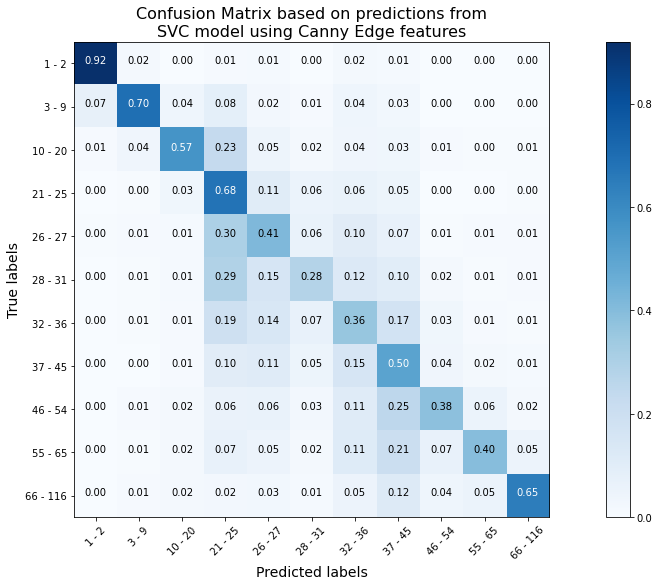 Confusion Matrix based on predictions from
SVC model using Canny Edge features
True labels
1 - 2 0.92 0.02 0.00 0.01 0.01 0.00 0.02 0.01 0.00 0.00 0.00
3 - 9 0.07 0.70 0.04 0.08 0.02 0.01 0.04 0.03 0.00 0.00 0.00
10 - 20 0.01 0.04 0.57 0.23 0.05 0.02 0.04 0.03 0.01 0.00 0.01
21 - 25 0.00 0.00 0.03 0.68 0.11 0.06 0.06 0.05 0.00 0.00 0.00
26 - 27 0.00 0.01 0.01 0.30 0.41 0.06 0.10 0.07 0.01 0.01 0.00
28 - 31 0.00 0.01 0.01 0.29 0.15 0.28 0.12 0.10 0.02 0.01 0.01
32 - 36 0.00 0.01 0.01 0.19 0.14 0.07 0.36 0.17 0.03 0.01 0.01
37 - 45 0.00 0.00 0.01 0.10 0.11 0.05 0.15 0.50 0.04 0.02 0.01
46 - 54 0.00 0.01 0.02 0.06 0.06 0.03 0.11 0.25 0.38 0.06 0.02
55 - 65 0.00 0.01 0.02 0.07 0.05 0.02 0.11 0.21 0.07 0.40 0.05
66 - 116 0.00 0.01 0.02 0.02 0.03 0.01 0.05 0.12 0.04 0.05 0.65
1 - 2 3 - 9 10 - 20 21 - 25 26 - 27 28 - 31 32 - 36 37 - 45 46 - 54 55 - 65 66 - 116
Predicted labels
0.8
0.6
0.4
0.2
0.0